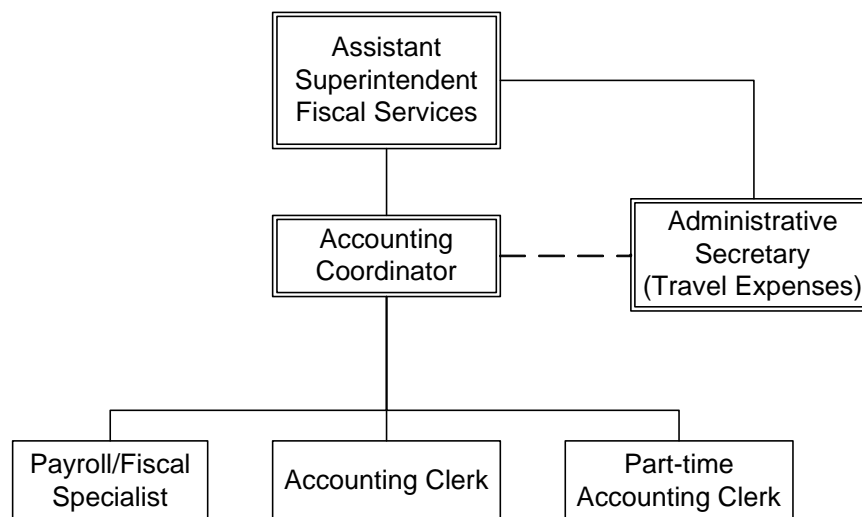 Assistant
Superintendent
Fiscal Services
Accounting
Coordinator
Administrative
Secretary
(Travel Expenses)
Payroll/Fiscal
Specialist
Accounting Clerk
Part-time
Accounting Clerk